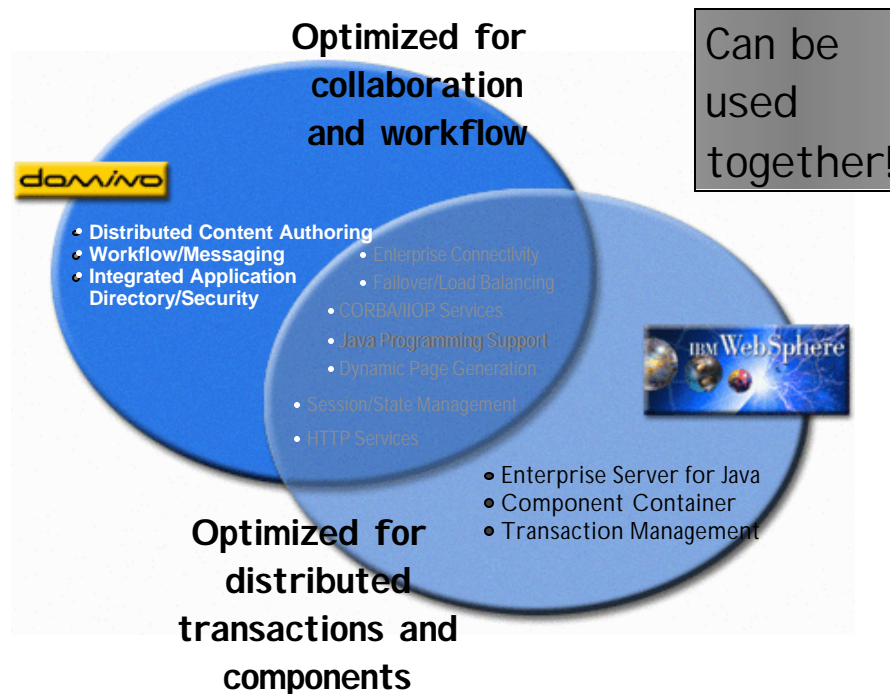 Optimized for
collaboration
and workflow
Can be
used
together!
domino
• Distributed Content Authoring
• Workflow/Messaging
• Integrated Application
Directory/Security
• Enterprise Connectivity
• Failover/Load Balancing
• CORBA/IIOP Services
• Java Programming Support
• Dynamic Page Generation
• Session/State Management
• HTTP Services
IBM WebSphere
• Enterprise Server for Java
• Component Container
• Transaction Management
Optimized for
distributed
transactions and
components